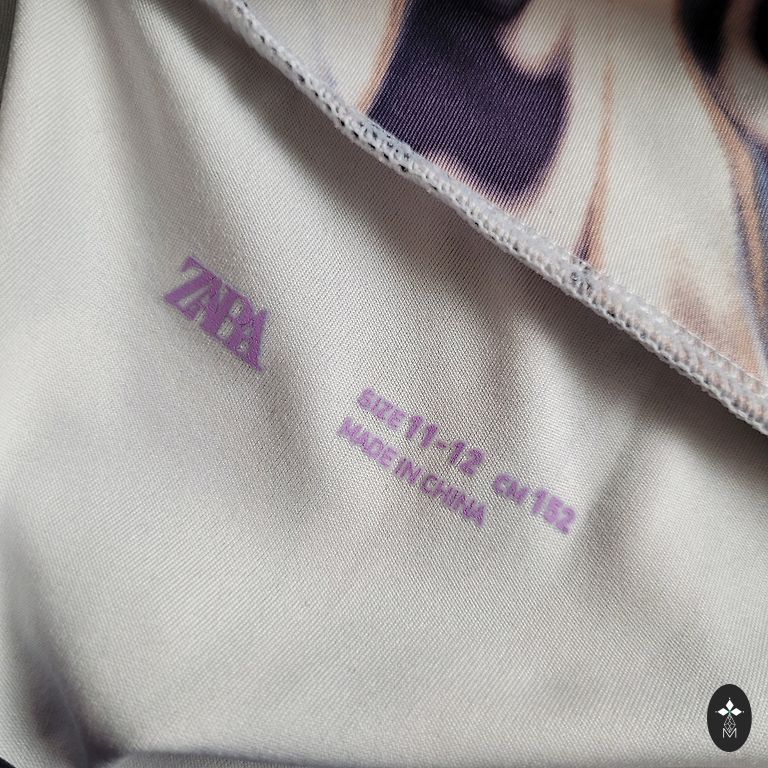 ZARA
SIZE 11-12 CM 152
MADE IN CHINA
M